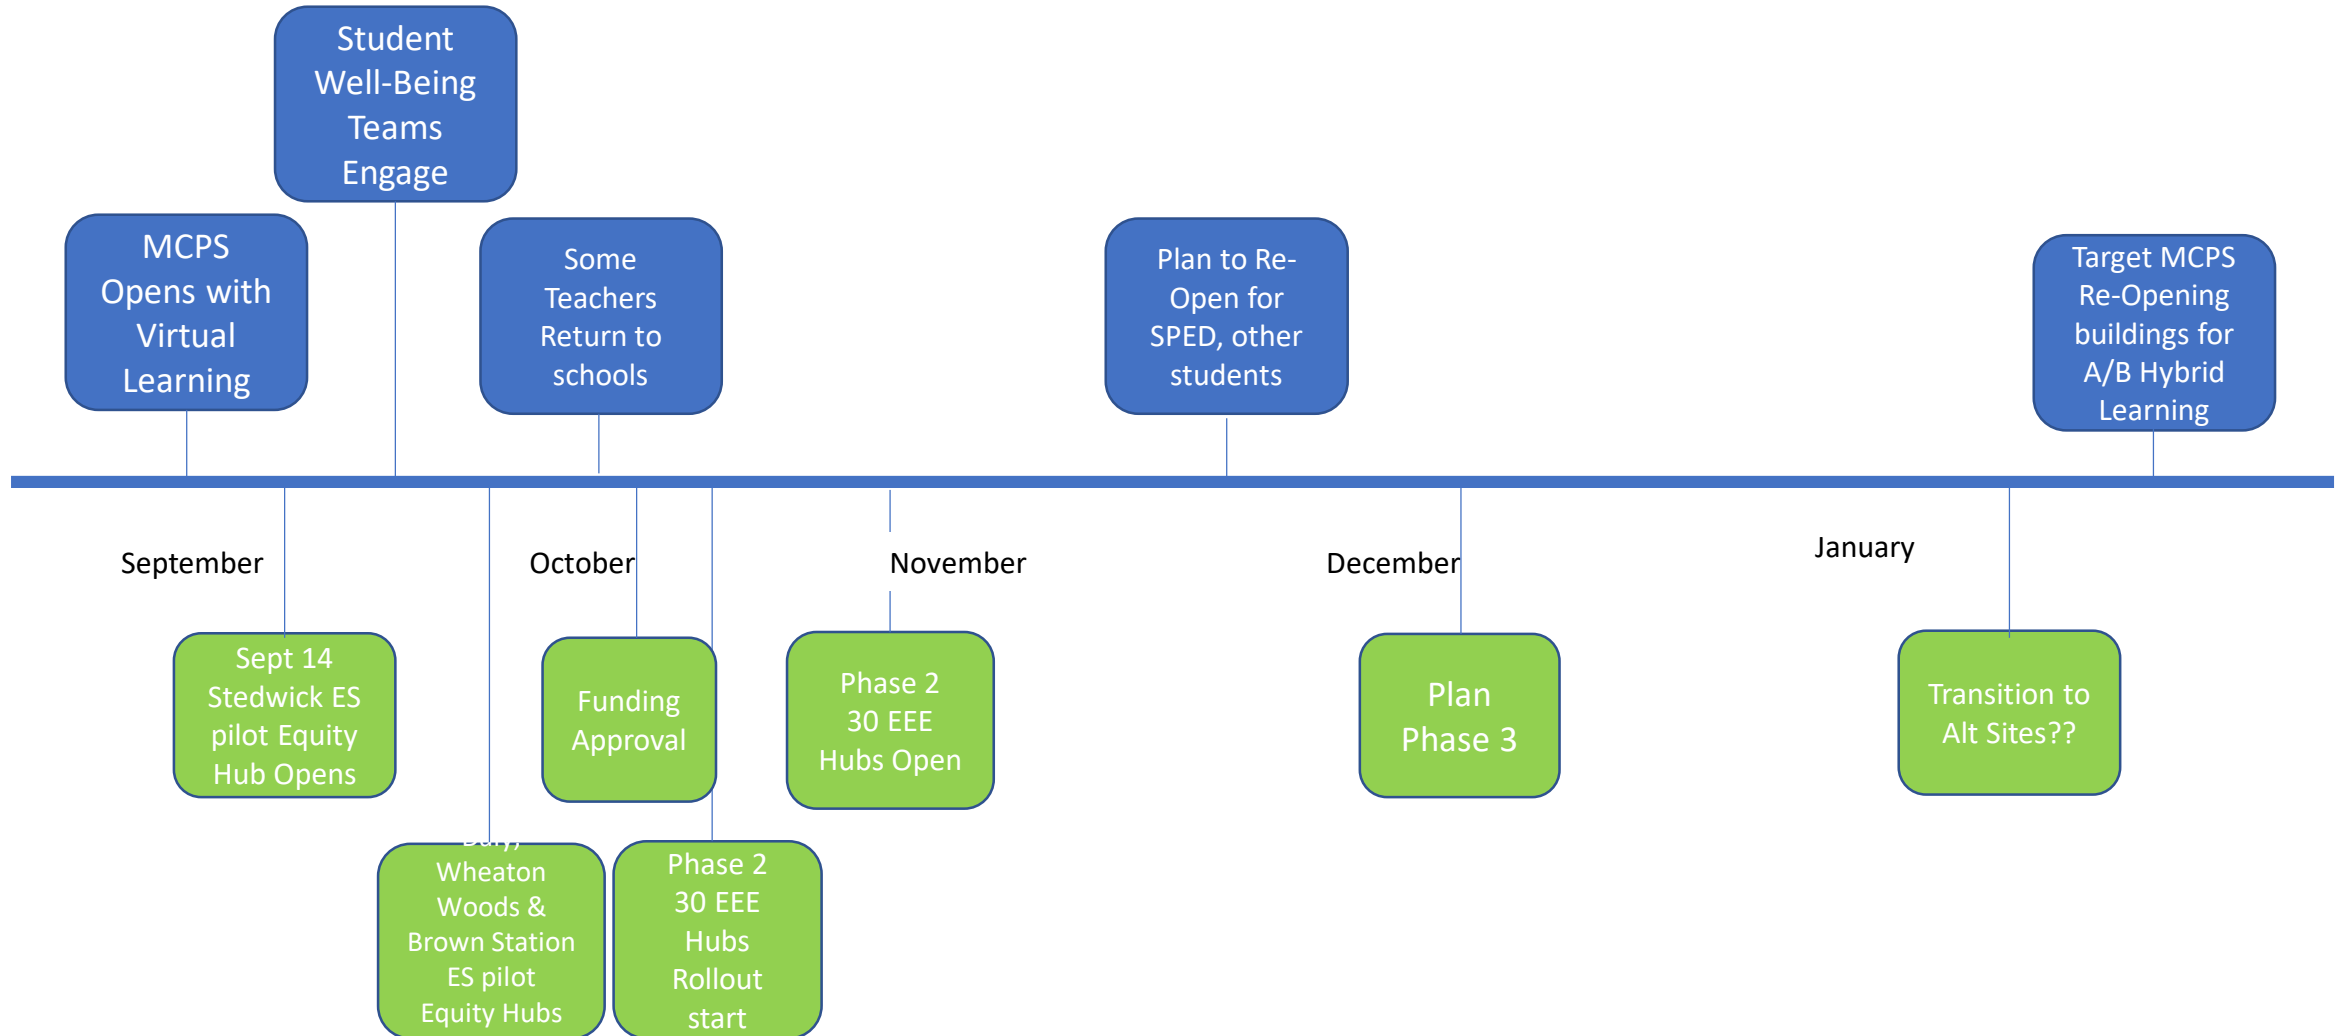 Student
Well-Being
Teams
Engage
MCPS
Opens with
Virtual
Learning
Some
Teachers
Return to
schools
Plan to Re-
Open for
SPED, other
students
Target MCPS
Re-Opening
buildings for
A/B Hybrid
Learning
September
October
November
December
January
Sept 14
Stedwick ES
pilot Equity
Hub Opens
Funding
Approval
Phase 2
30 EEE
Hubs Open
Plan
Phase 3
Transition to
Alt Sites??
Wheaton
Woods &
Brown Station
ES pilot
Equity Hubs
Phase 2
30 EEE
Hubs
Rollout
start